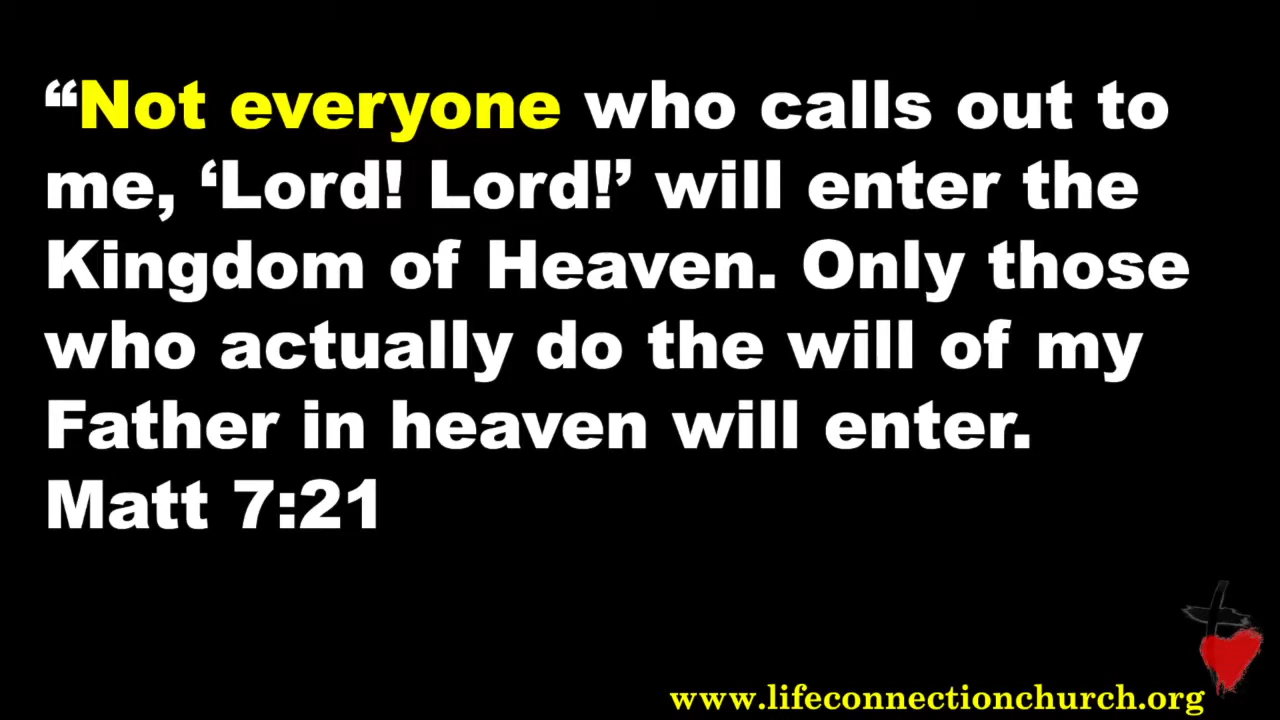 “Not everyone who calls out to
me, ‘Lord! Lord!’ will enter the
Kingdom of Heaven. Only those
who actually do the will of my
Father in heaven will enter.
Matt 7:21
www.lifeconnectionchurch.org